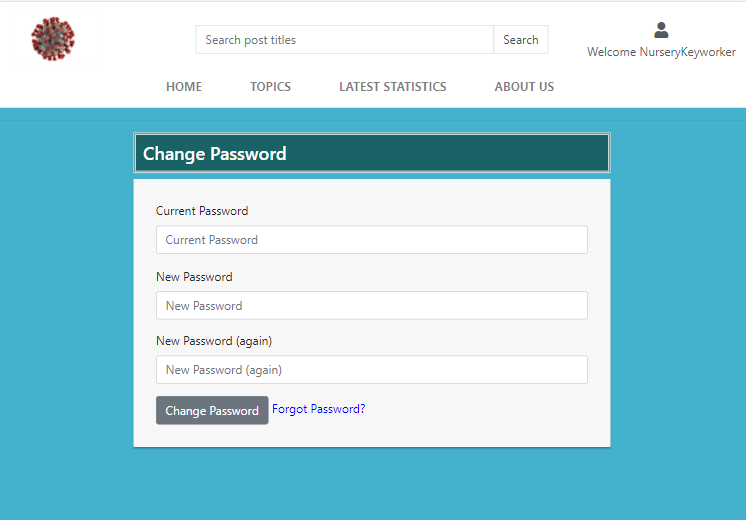 Search post titles
Search
Welcome NurseryKeyworker
HOME TOPICS LATEST STATISTICS ABOUT US
Change Password
Current Password
Current Password
New Password
New Password
New Password (again)
New Password (again)
Change Password Forgot Password?